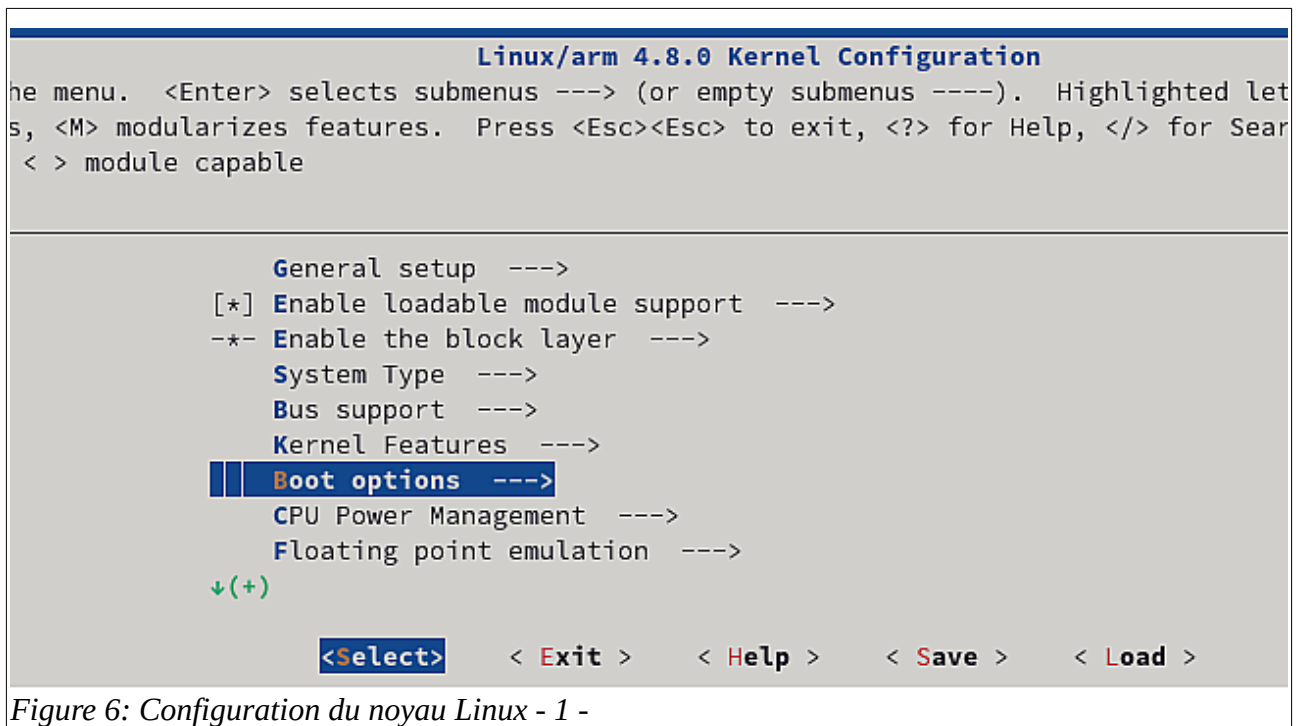 Linux/arm 4.8.0 Kernel Configuration
he menu.  <Enter> selects submenus ---> (or empty submenus ----).  Highlighted let
s, <M> modularizes features.  Press <Esc><Esc> to exit, <?> for Help, </> for Sear
< > module capable
General setup  --->
[*] Enable loadable module support  --->
-*- Enable the block layer  --->
System Type  --->
Bus support  --->
Kernel Features  --->
Boot options  --->
CPU Power Management  --->
Floating point emulation  --->
↓(+)
<Select>    < Exit >    < Help >    < Save >    < Load >
Figure 6: Configuration du noyau Linux - 1 -